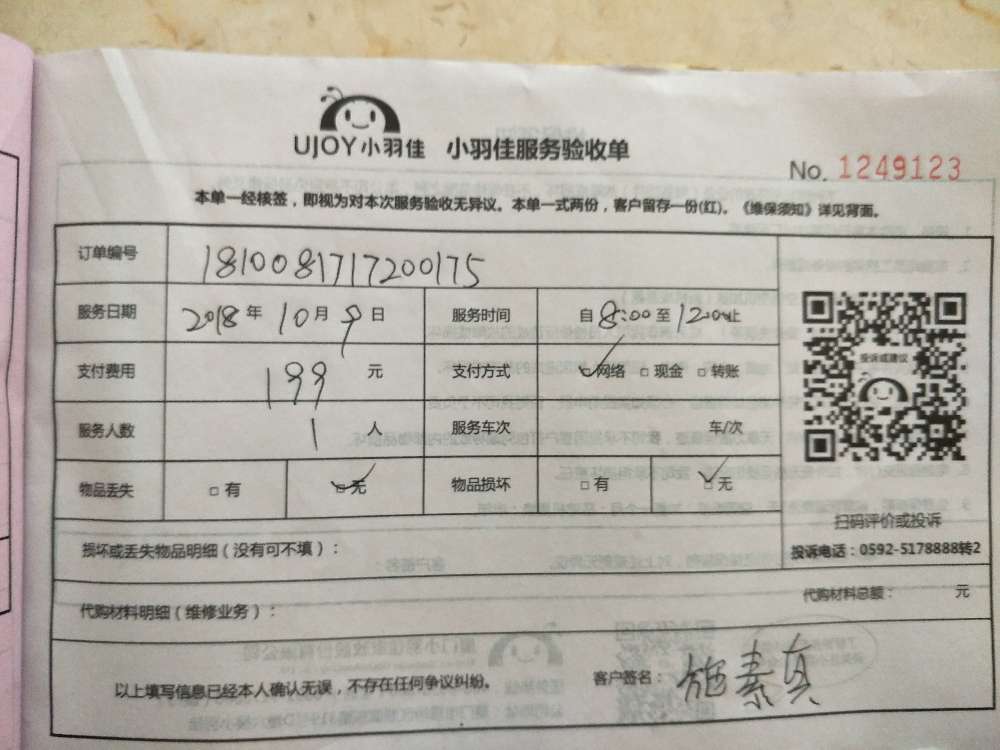 UJOY小羽佳 小羽佳服务验收单
No. 1249123
本单一经核签，即视为对本次服务验收无异议。本单一式两份，客户留存一份(红)。《维保须知》详见背面。
订单编号 1810081717200175
服务日期 2018年 10月 9日 服务时间 自8:00至12:00止
支付费用 199 元 支付方式 ☑网络 □现金 □转账
服务人数 1 人 服务车次 车/次
物品丢失 □有 ☑无 物品损坏 □有 ☑无
投诉或建议
扫码评价或投诉
投诉电话：0592-5178888转2
损坏或丢失物品明细（没有可不填）：
代购材料明细（维修业务）： 代购材料总额： 元
以上填写信息已经本人确认无误，不存在任何争议纠纷。 客户签名：施素真